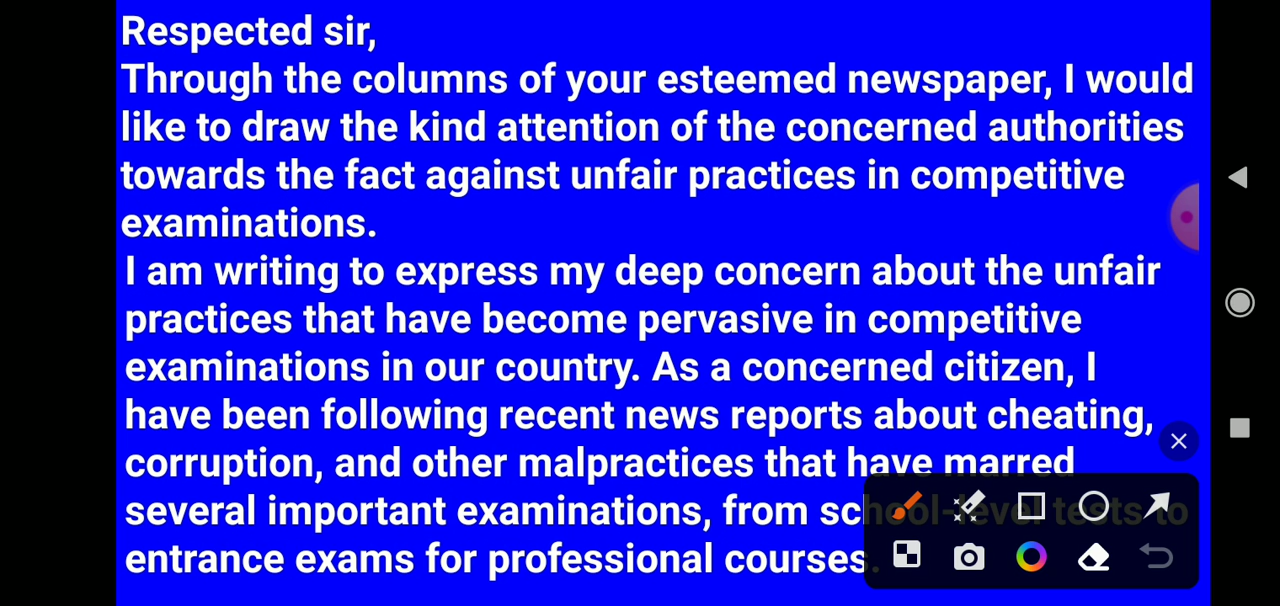 Respected sir,
Through the columns of your esteemed newspaper, I would
like to draw the kind attention of the concerned authorities
towards the fact against unfair practices in competitive
examinations.
I am writing to express my deep concern about the unfair
practices that have become pervasive in competitive
examinations in our country. As a concerned citizen, I
have been following recent news reports about cheating,
corruption, and other malpractices that have marred
several important examinations, from school-level tests to
entrance exams for professional courses.